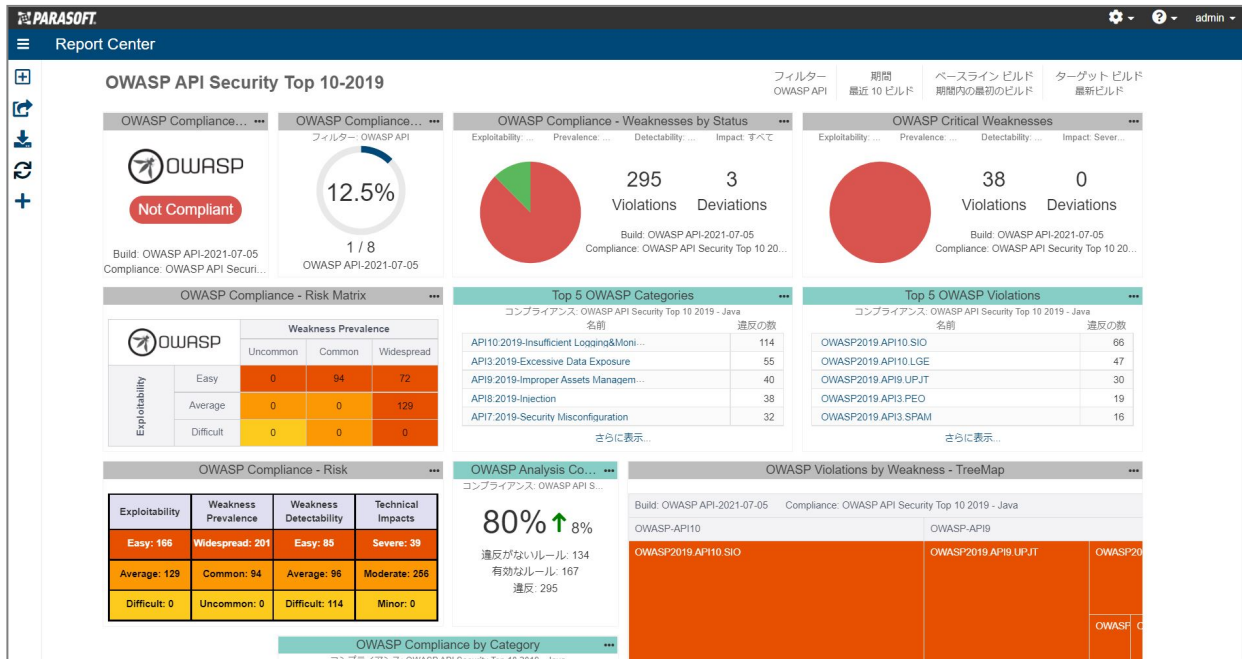 PARASOFT.
admin
Report Center
OWASP API Security Top 10-2019
フィルター
OWASP API
期間
最近 10 ビルド
ベースライン ビルド
期間内の最初のビルド
ターゲット ビルド
最新ビルド
OWASP Compliance...
OWASP
Not Compliant
Build: OWASP API-2021-07-05
Compliance: OWASP API Securi...
OWASP Compliance...
フィルター: OWASP API
12.5%
1 / 8
OWASP API-2021-07-05
OWASP Compliance - Weaknesses by Status
Exploitability: ... Prevalence: ... Detectability: ... Impact: すべて
295 3
Violations Deviations
Build: OWASP API-2021-07-05
Compliance: OWASP API Security Top 10 20...
OWASP Critical Weaknesses
Exploitability: ... Prevalence: ... Detectability: ... Impact: Sever...
38 0
Violations Deviations
Build: OWASP API-2021-07-05
Compliance: OWASP API Security Top 10 20...
OWASP Compliance - Risk Matrix
OWASP
Weakness Prevalence
Uncommon Common Widespread
Exploitability
Easy 0 94 72
Average 0 0 129
Difficult 0 0 0
Top 5 OWASP Categories
コンプライアンス: OWASP API Security Top 10 2019 - Java
名前 違反の数
API10:2019-Insufficient Logging&Moni... 114
API3:2019-Excessive Data Exposure 55
API9:2019-Improper Assets Managem... 40
API8:2019-Injection 38
API7:2019-Security Misconfiguration 32
さらに表示...
Top 5 OWASP Violations
コンプライアンス: OWASP API Security Top 10 2019 - Java
名前 違反の数
OWASP2019.API10.SIO 66
OWASP2019.API10.LGE 47
OWASP2019.API9.UPJT 30
OWASP2019.API3.PEO 19
OWASP2019.API3.SPAM 16
さらに表示...
OWASP Compliance - Risk
Exploitability Weakness Prevalence Weakness Detectability Technical Impacts
Easy: 166 Widespread: 201 Easy: 85 Severe: 39
Average: 129 Common: 94 Average: 96 Moderate: 256
Difficult: 0 Uncommon: 0 Difficult: 114 Minor: 0
OWASP Analysis Co...
コンプライアンス: OWASP API S...
80% 8%
違反がないルール: 134
有効なルール: 167
違反: 295
OWASP Violations by Weakness - TreeMap
Build: OWASP API-2021-07-05 Compliance: OWASP API Security Top 10 2019 - Java
OWASP-API10 OWASP-API9
OWASP2019.API10.SIO OWASP2019.API9.UPJT OWASP20
OWASP
OWASP Compliance by Category